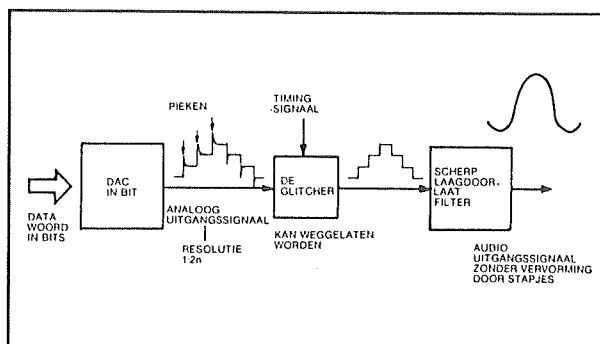 PIEKEN
TIMING
SIGNAAL
DATA
WOORD
IN BITS
DAC
IN BIT
ANALOOG
UITGANGSSIGNAAL
RESOLUTIE
1:2n
DE
GLITCHER
KAN WEGGELATEN
WORDEN
SCHERP
LAAGDOOR.
LAAT
FILTER
AUDIO
UITGANGSSIGNAAL
ZONDER VERVORMING
DOOR STAPJES